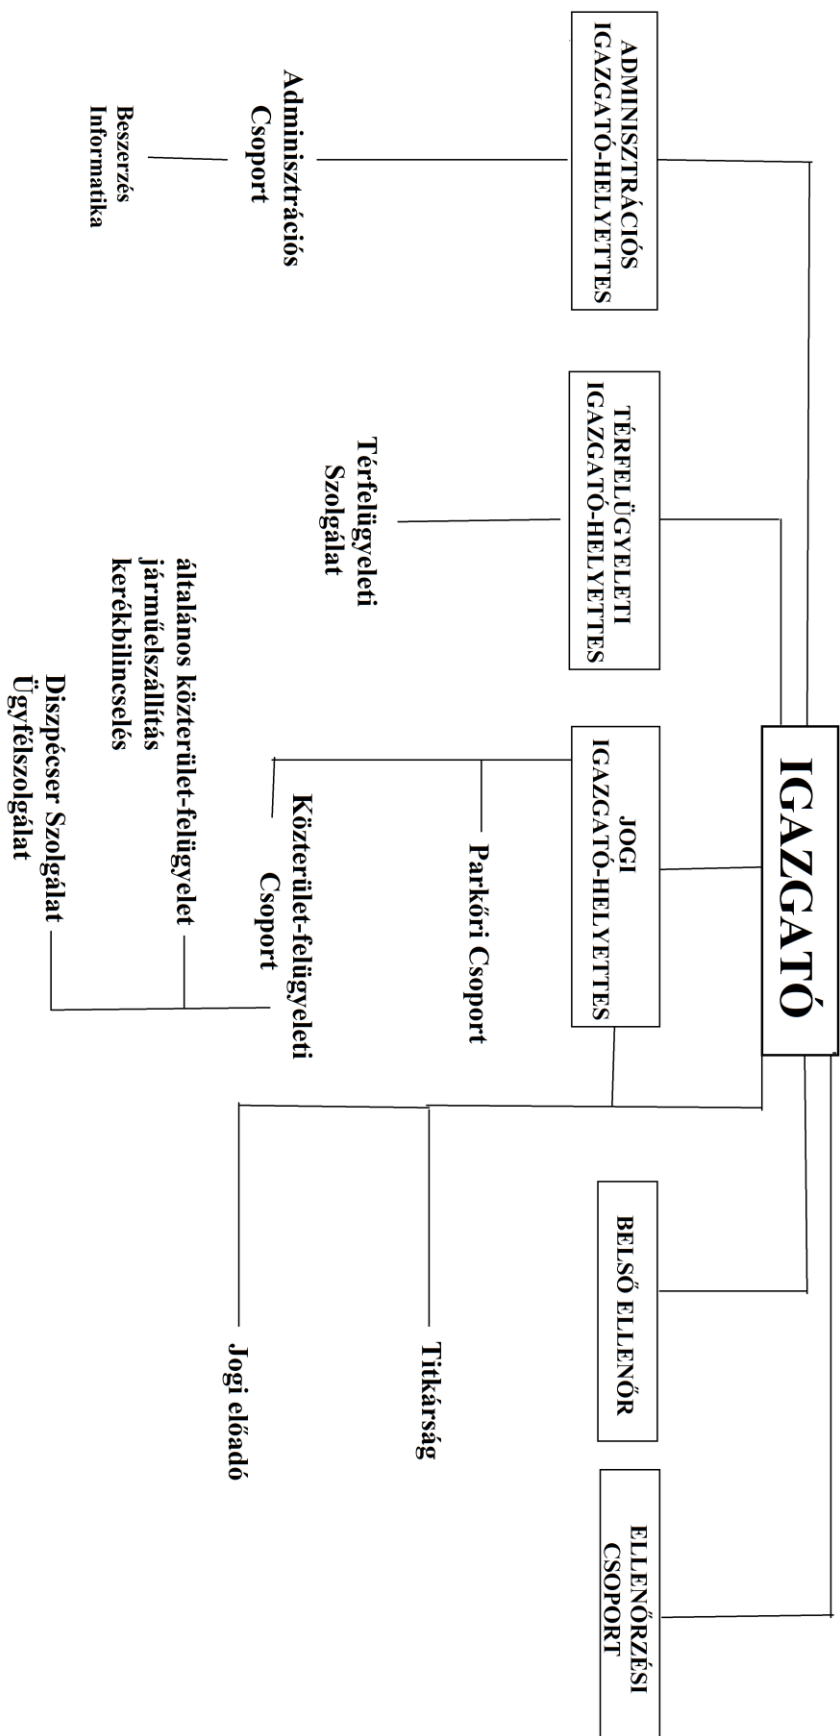 IGAZGATÓ
ADMINISZTRÁCIÓS
IGAZGATÓ-HELYETTES
TÉRFELÜGYELETI
IGAZGATÓ-HELYETTES
JOGI
IGAZGATÓ-HELYETTES
BELSŐ ELLENŐR
ELLENŐRZÉSI
CSOPORT
Adminisztrációs
Csoport
Beszerzés
Informatika
Térfelügyeleti
Szolgálat
Parkőri Csoport
Közterület-felügyeleti
Csoport
általános közterület-felügyelet
járműelszállítás
kerékbilincselés
Diszpécser Szolgálat
Ügyfélszolgálat
Titkárság
Jogi előadó